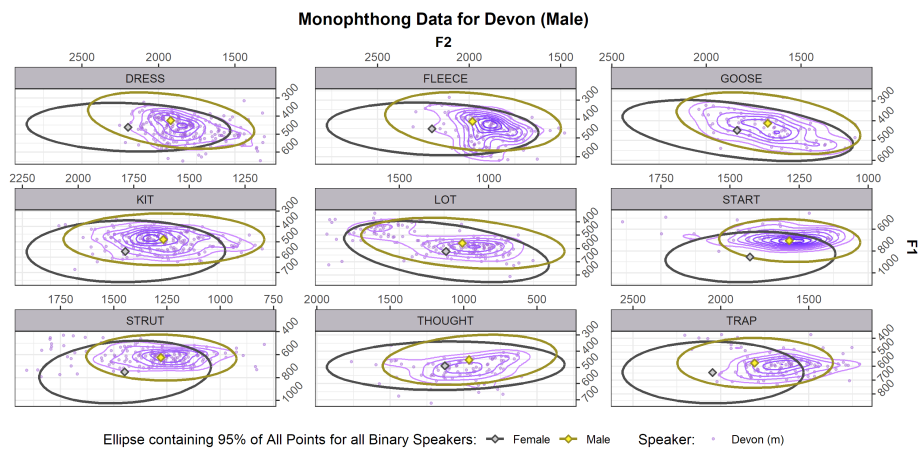 Monophthong Data for Devon (Male)
F2
2500 2000 1500
2500 2000 1500
2500 2000 1500
DRESS
FLEECE
GOOSE
300 400 500 600
300 400 500 600
300 400 500 600
2250 2000 1750 1500 1250
1500 1000
1750 1500 1250 1000
KIT
LOT
START
300 400 500 600 700
400 500 600 700 800
600 800 1000
F1
1750 1500 1250 1000 750
2000 1500 1000 500
2500 2000 1500
STRUT
THOUGHT
TRAP
400 600 800 1000
300 400 500 600 700
400 500 600 700 800
Ellipse containing 95% of All Points for all Binary Speakers: Female Male Speaker: Devon (m)